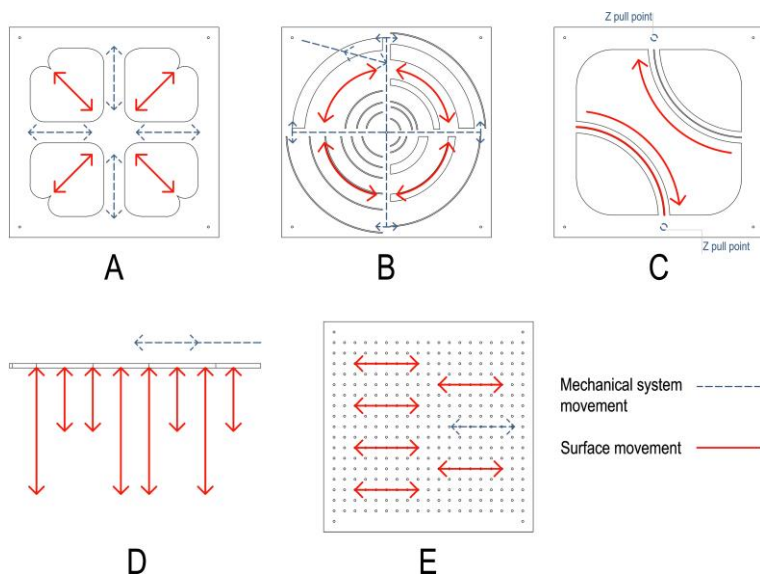 Z pull point
A
B
C
Z pull point
D
E
Mechanical system
movement
Surface movement